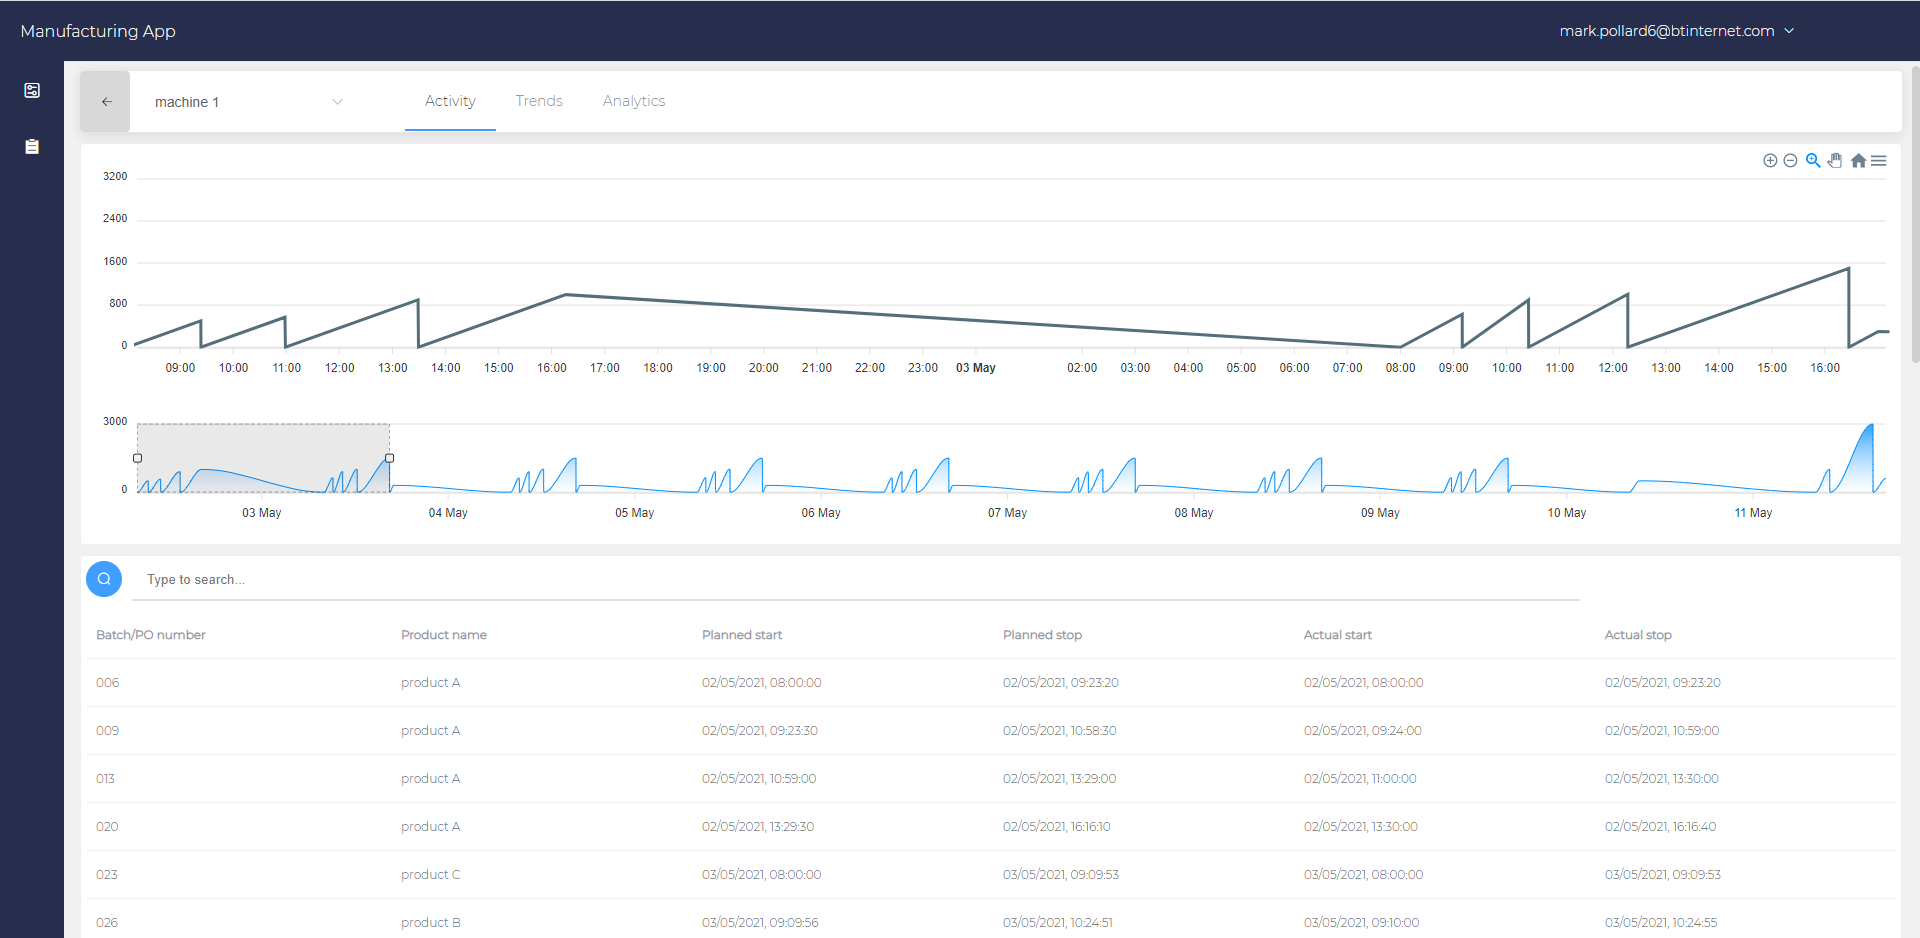 Manufacturing App
mark.pollard6@btinternet.com
machine 1
Activity Trends Analytics
3200
2400
1600
800
0
09:00 10:00 11:00 12:00 13:00 14:00 15:00 16:00 17:00 18:00 19:00 20:00 21:00 22:00 23:00 03 May 02:00 03:00 04:00 05:00 06:00 07:00 08:00 09:00 10:00 11:00 12:00 13:00 14:00 15:00 16:00
3000
0
03 May 04 May 05 May 06 May 07 May 08 May 09 May 10 May 11 May
Type to search...
Batch/PO number Product name Planned start Planned stop Actual start Actual stop
006 product A 02/05/2021, 08:00:00 02/05/2021, 09:23:20 02/05/2021, 08:00:00 02/05/2021, 09:23:20
009 product A 02/05/2021, 09:23:30 02/05/2021, 10:58:30 02/05/2021, 09:24:00 02/05/2021, 10:59:00
013 product A 02/05/2021, 10:59:00 02/05/2021, 13:29:00 02/05/2021, 11:00:00 02/05/2021, 13:30:00
020 product A 02/05/2021, 13:29:30 02/05/2021, 16:16:10 02/05/2021, 13:30:00 02/05/2021, 16:16:40
023 product C 03/05/2021, 08:00:00 03/05/2021, 09:09:53 03/05/2021, 08:00:00 03/05/2021, 09:09:53
026 product B 03/05/2021, 09:09:56 03/05/2021, 10:24:51 03/05/2021, 09:10:00 03/05/2021, 10:24:55